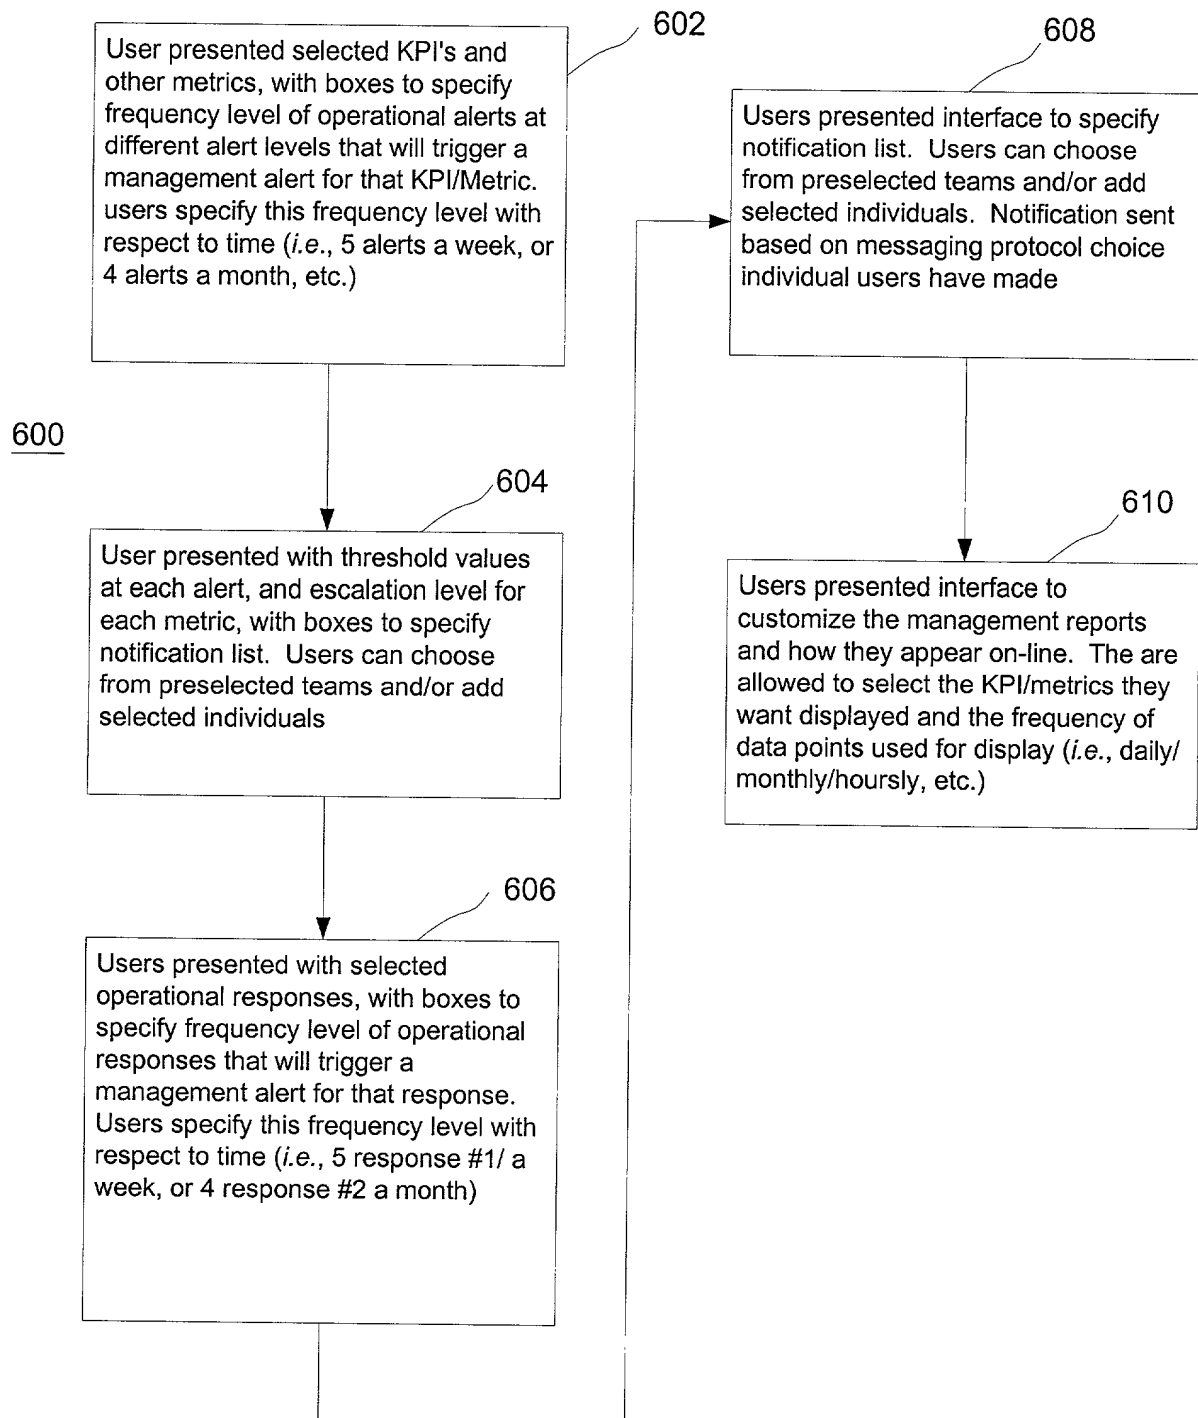 602
User presented selected KPI's and
other metrics, with boxes to specify
frequency level of operational alerts at
different alert levels that will trigger a
management alert for that KPI/Metric.
users specify this frequency level with
respect to time (i.e., 5 alerts a week, or
4 alerts a month, etc.)
600
604
User presented with threshold values
at each alert, and escalation level for
each metric, with boxes to specify
notification list. Users can choose
from preselected teams and/or add
selected individuals
606
Users presented with selected
operational responses, with boxes to
specify frequency level of operational
responses that will trigger a
management alert for that response.
Users specify this frequency level with
respect to time (i.e., 5 response #1/ a
week, or 4 response #2 a month)
608
Users presented interface to specify
notification list. Users can choose
from preselected teams and/or add
selected individuals. Notification sent
based on messaging protocol choice
individual users have made
610
Users presented interface to
customize the management reports
and how they appear on-line. The are
allowed to select the KPI/metrics they
want displayed and the frequency of
data points used for display (i.e., daily/
monthly/hoursly, etc.)